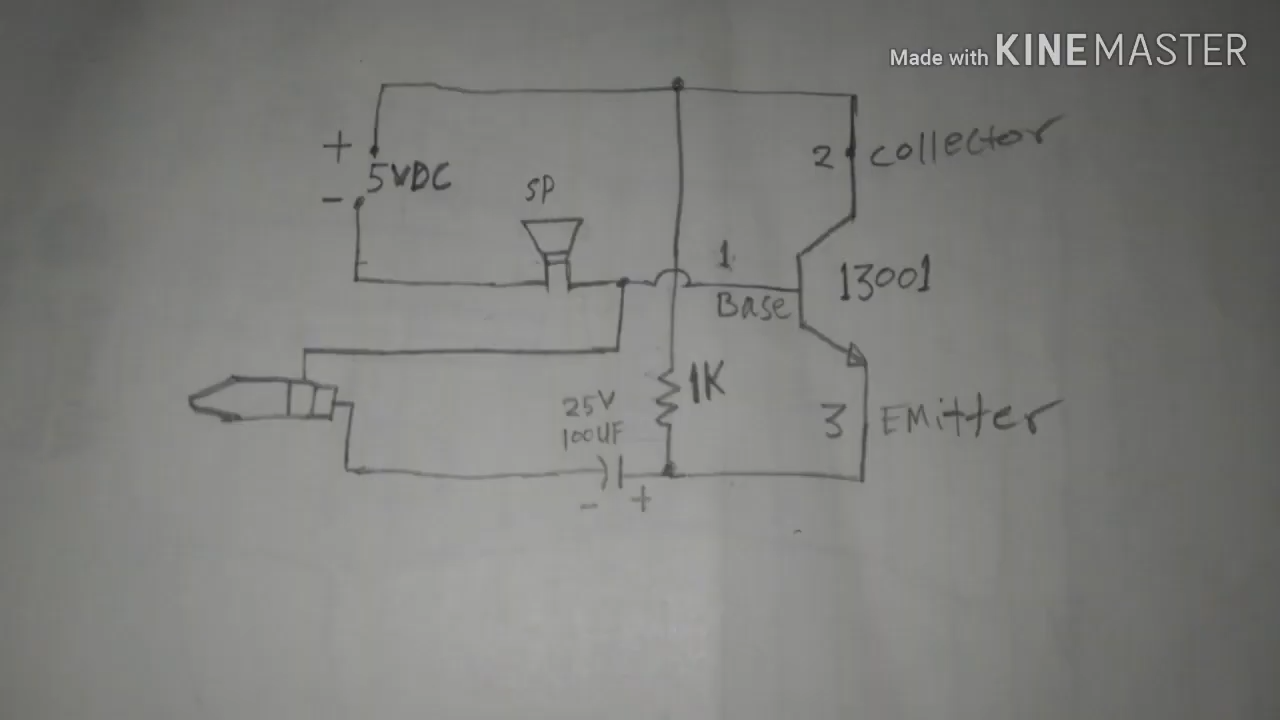 Made with KINEMASTER
+
5VDC
-
SP
2 collector
1
Base
13001
1K
25V
100UF
- +
3 EMitter